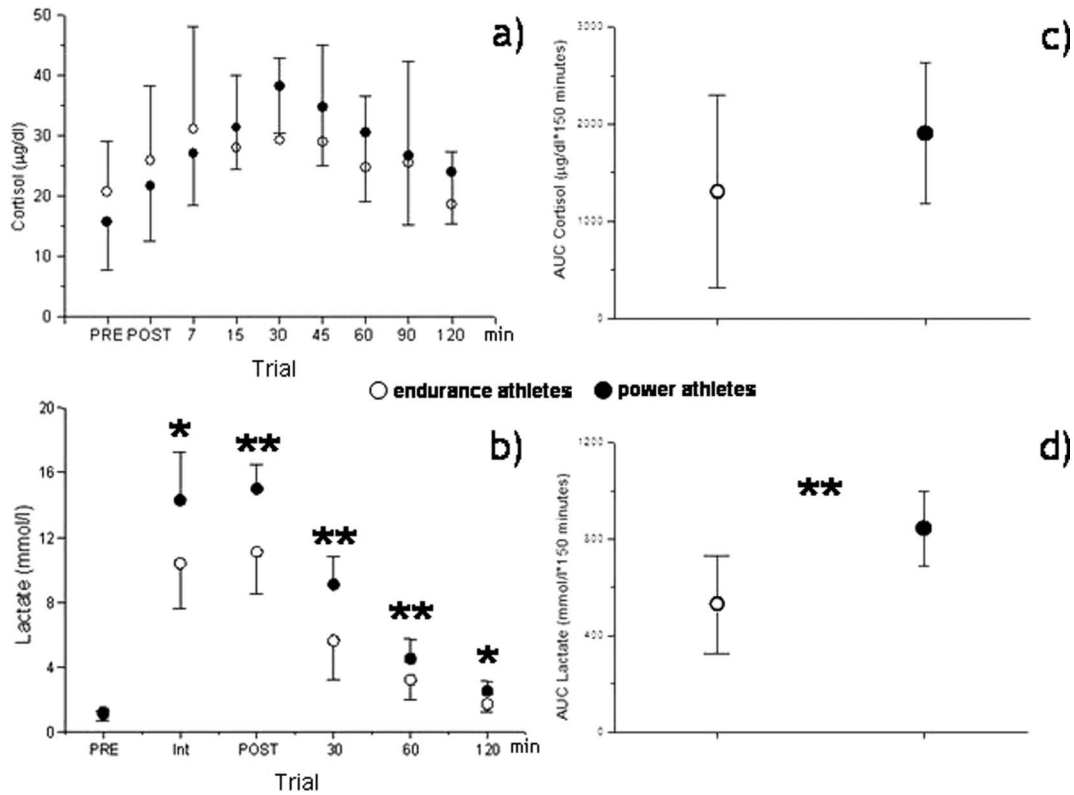 a)
50
40
30
20
10
0
Cortisol (µg/dl)
PRE POST 7 15 30 45 60 90 120 min
Trial
c)
3000
2000
1000
0
AUC Cortisol (µg/dl*150 minutes)
endurance athletes power athletes
b)
20
16
12
8
4
0
Lactate (mmol/l)
* ** ** ** *
PRE Int POST 30 60 120 min
Trial
d)
1200
800
400
0
AUC Lactate (mmol/l*150 minutes)
**